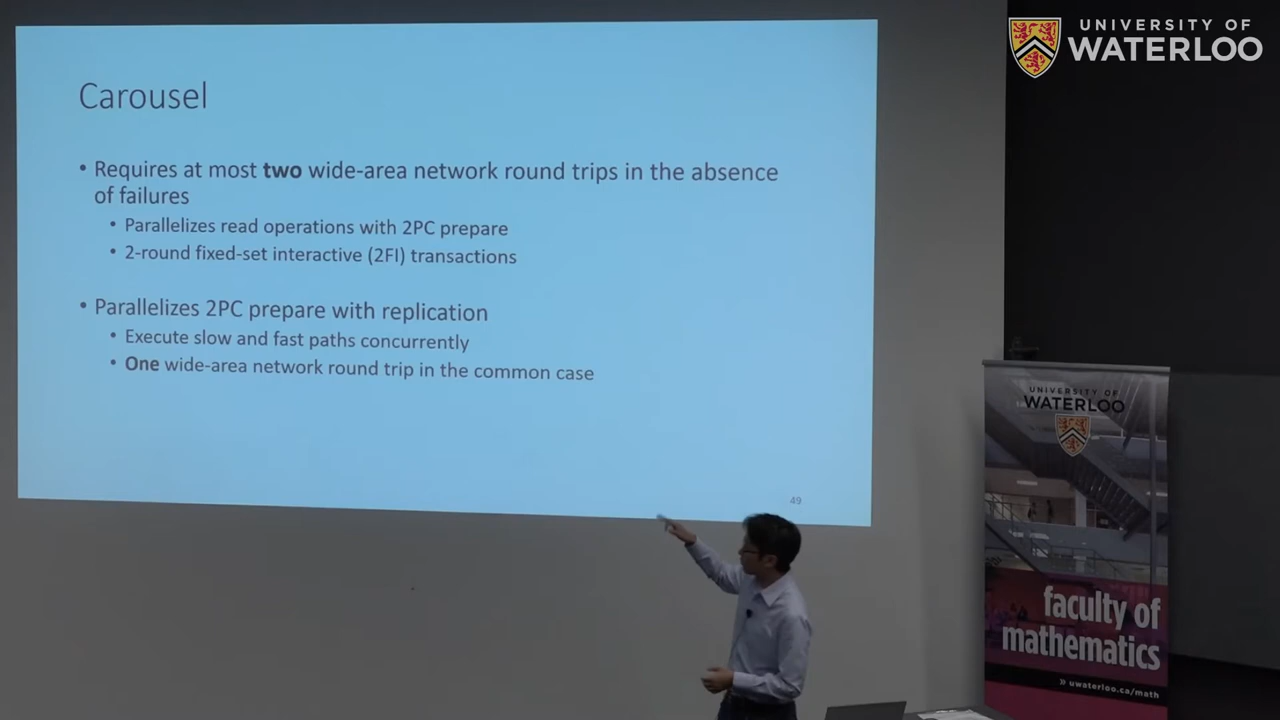 Carousel
• Requires at most two wide-area network round trips in the absence
of failures
• Parallelizes read operations with 2PC prepare
• 2-round fixed-set interactive (2FI) transactions
• Parallelizes 2PC prepare with replication
• Execute slow and fast paths concurrently
• One wide-area network round trip in the common case
49
UNIVERSITY OF
WATERLOO
UNIVERSITY OF
WATERLOO
faculty of
mathematics
» uwaterloo.ca/math